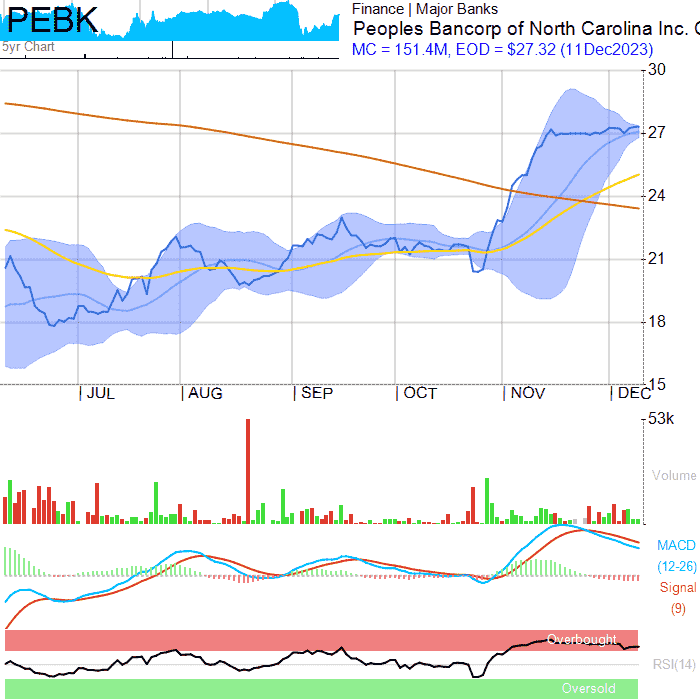 PEBK
5yr Chart
Finance | Major Banks
Peoples Bancorp of North Carolina Inc.
MC = 151.4M, EOD = $27.32 (11Dec2023)
30
27
24
21
18
15
| JUL | AUG | SEP | OCT | NOV | DEC
53k
Volume
MACD
(12-26)
Signal
(9)
Overbought
RSI(14)
Oversold